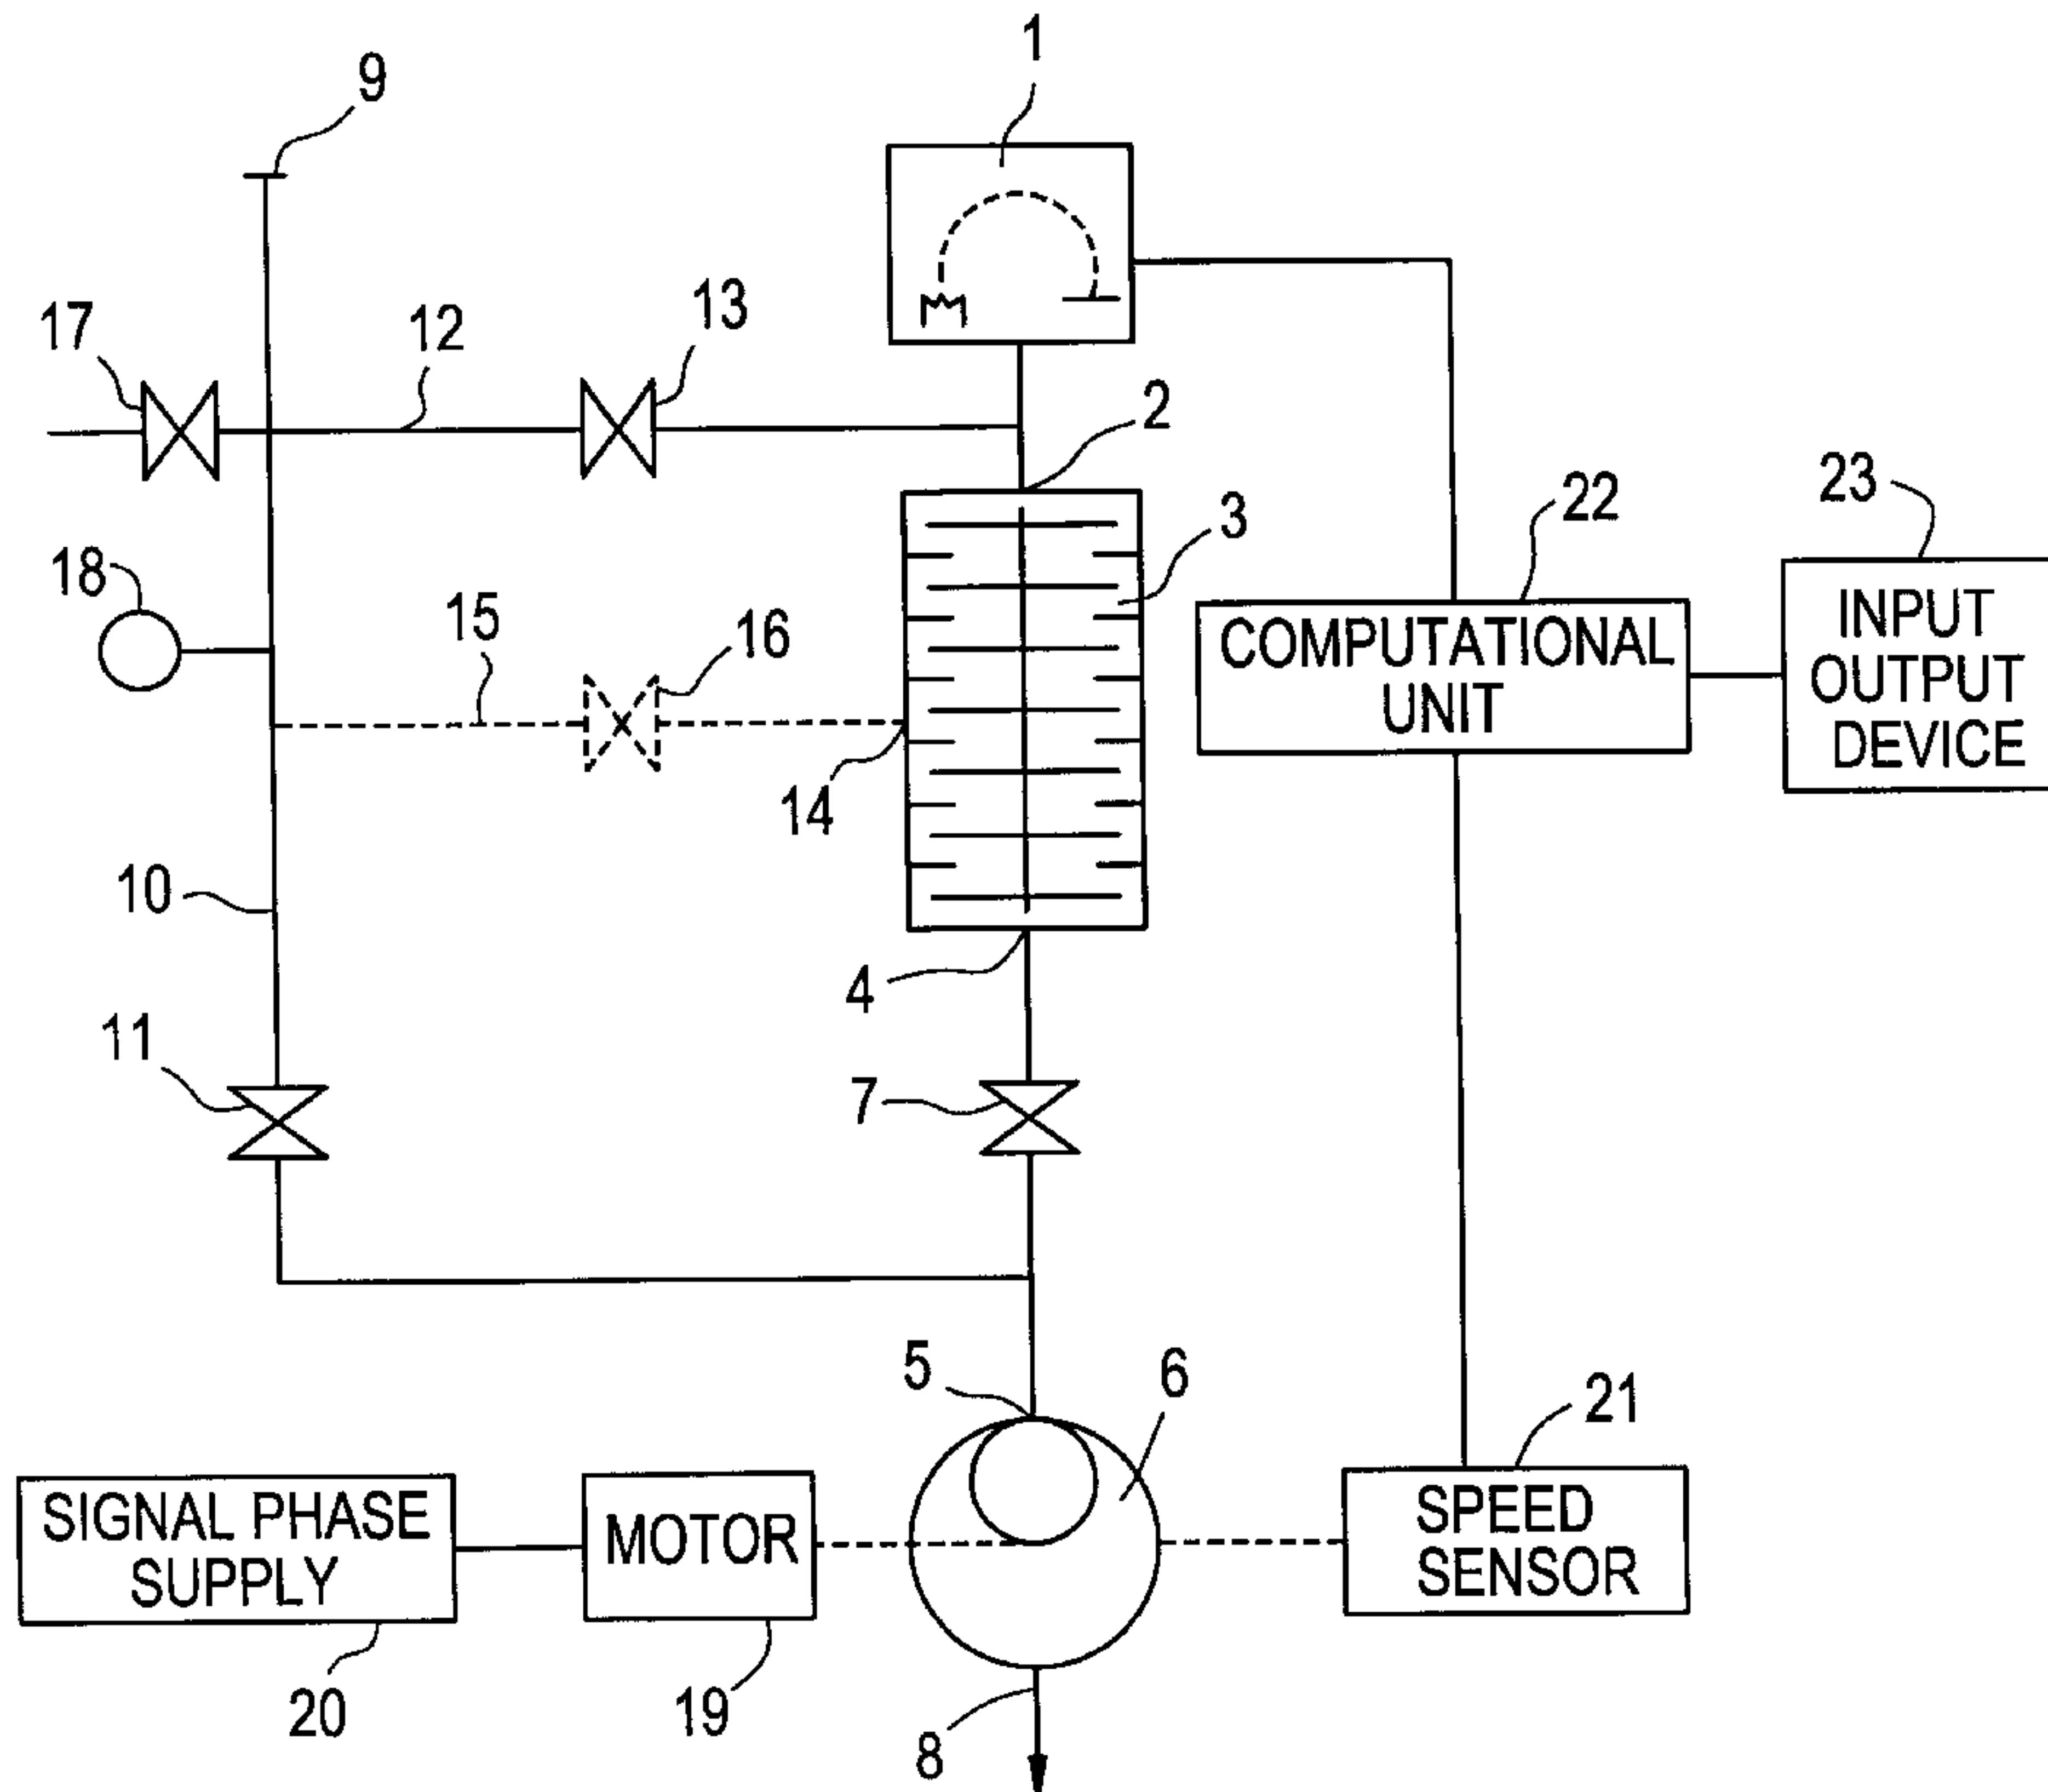 1
9
17
12
13
2
3
22
23
18
15
16
COMPUTATIONAL
UNIT
INPUT
OUTPUT
DEVICE
14
10
4
11
7
5
6
21
SIGNAL PHASE
SUPPLY
MOTOR
SPEED
SENSOR
20
19
8